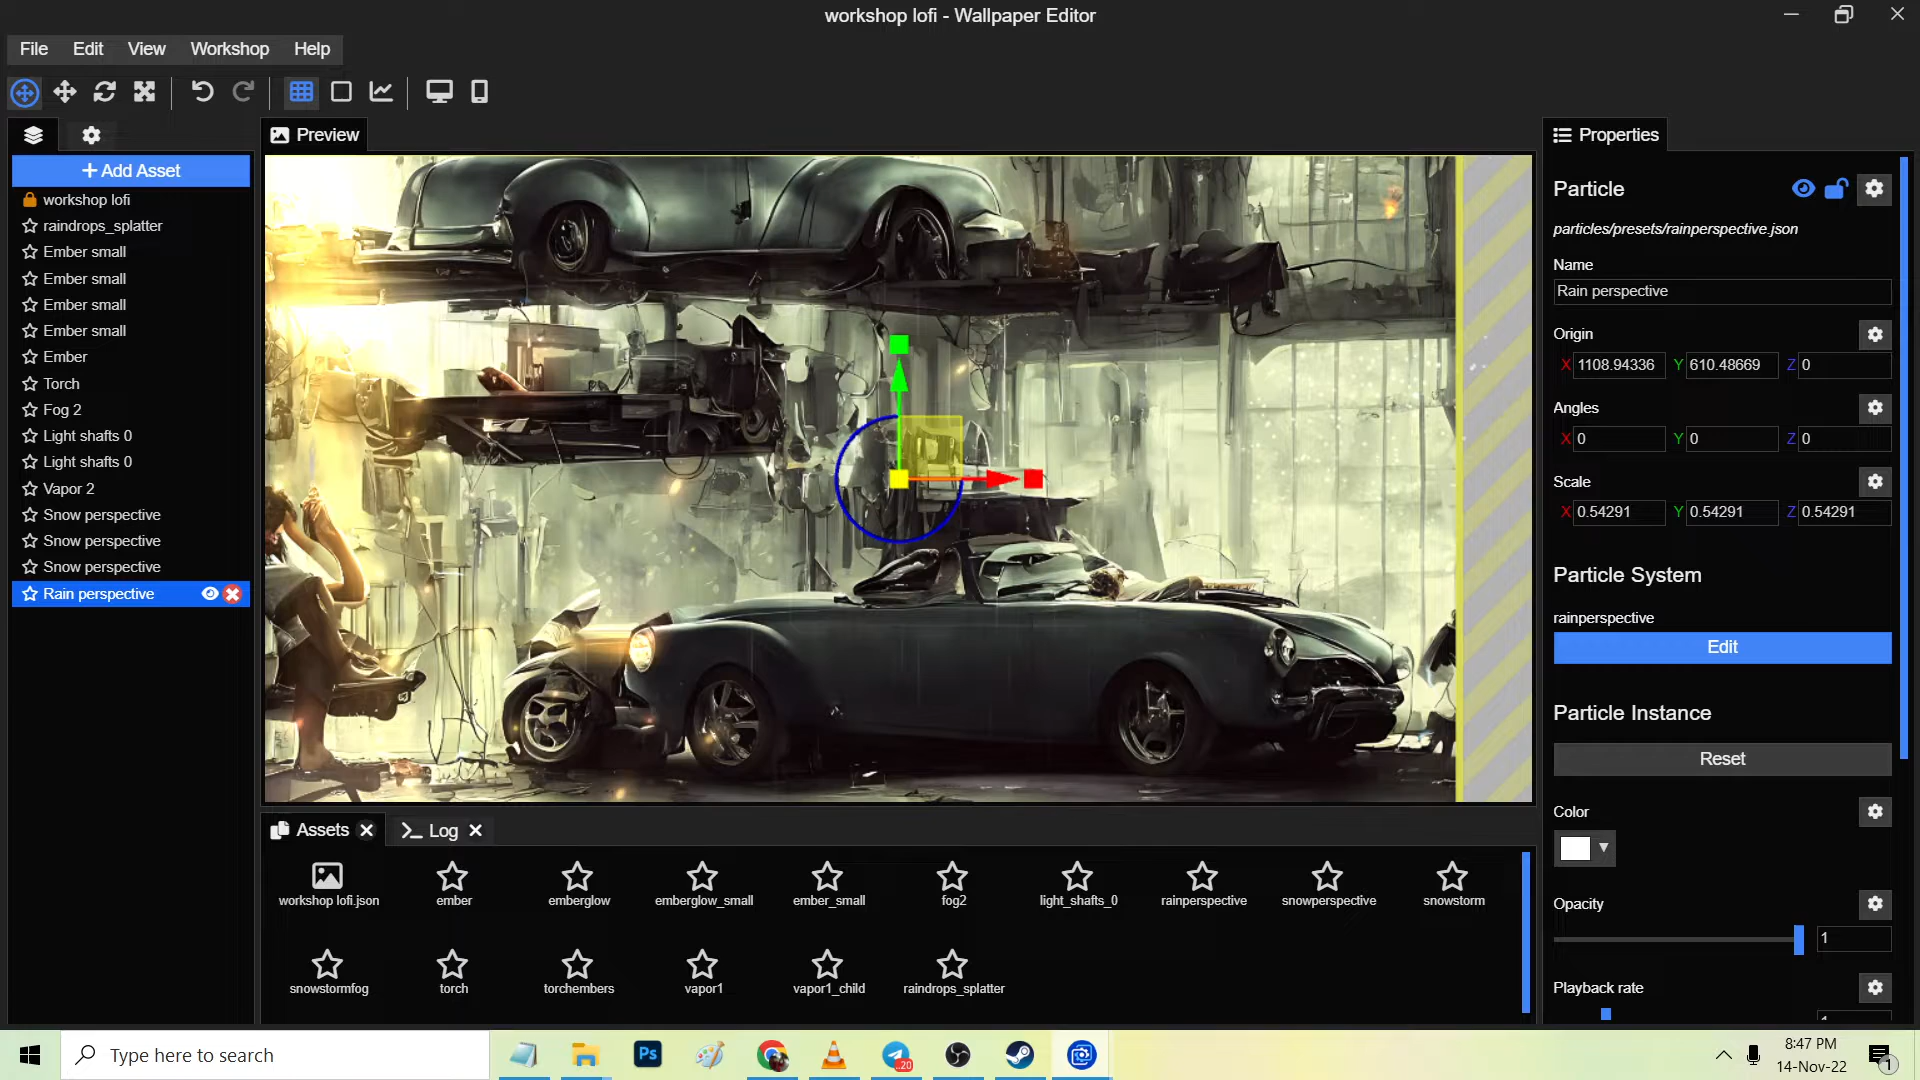 workshop lofi - Wallpaper Editor
File Edit View Workshop Help
Preview
Properties
Add Asset
workshop lofi
raindrops_splatter
Ember small
Ember small
Ember small
Ember small
Ember
Torch
Fog 2
Light shafts 0
Light shafts 0
Vapor 2
Snow perspective
Snow perspective
Snow perspective
Rain perspective
Particle
particles/presets/rainperspective.json
Name
Rain perspective
Origin
X 1108.94336 Y 610.48669 Z 0
Angles
X 0 Y 0 Z 0
Scale
X 0.54291 Y 0.54291 Z 0.54291
Particle System
rainperspective
Edit
Particle Instance
Reset
Color
Opacity
1
Playback rate
Assets Log
workshop lofi.json ember emberglow emberglow_small ember_small fog2 light_shafts_0 rainperspective snowperspective snowstorm
snowstormfog torch torchembers vapor1 vapor1_child raindrops_splatter
Type here to search
Ps
..20
8:47 PM
14-Nov-22
1